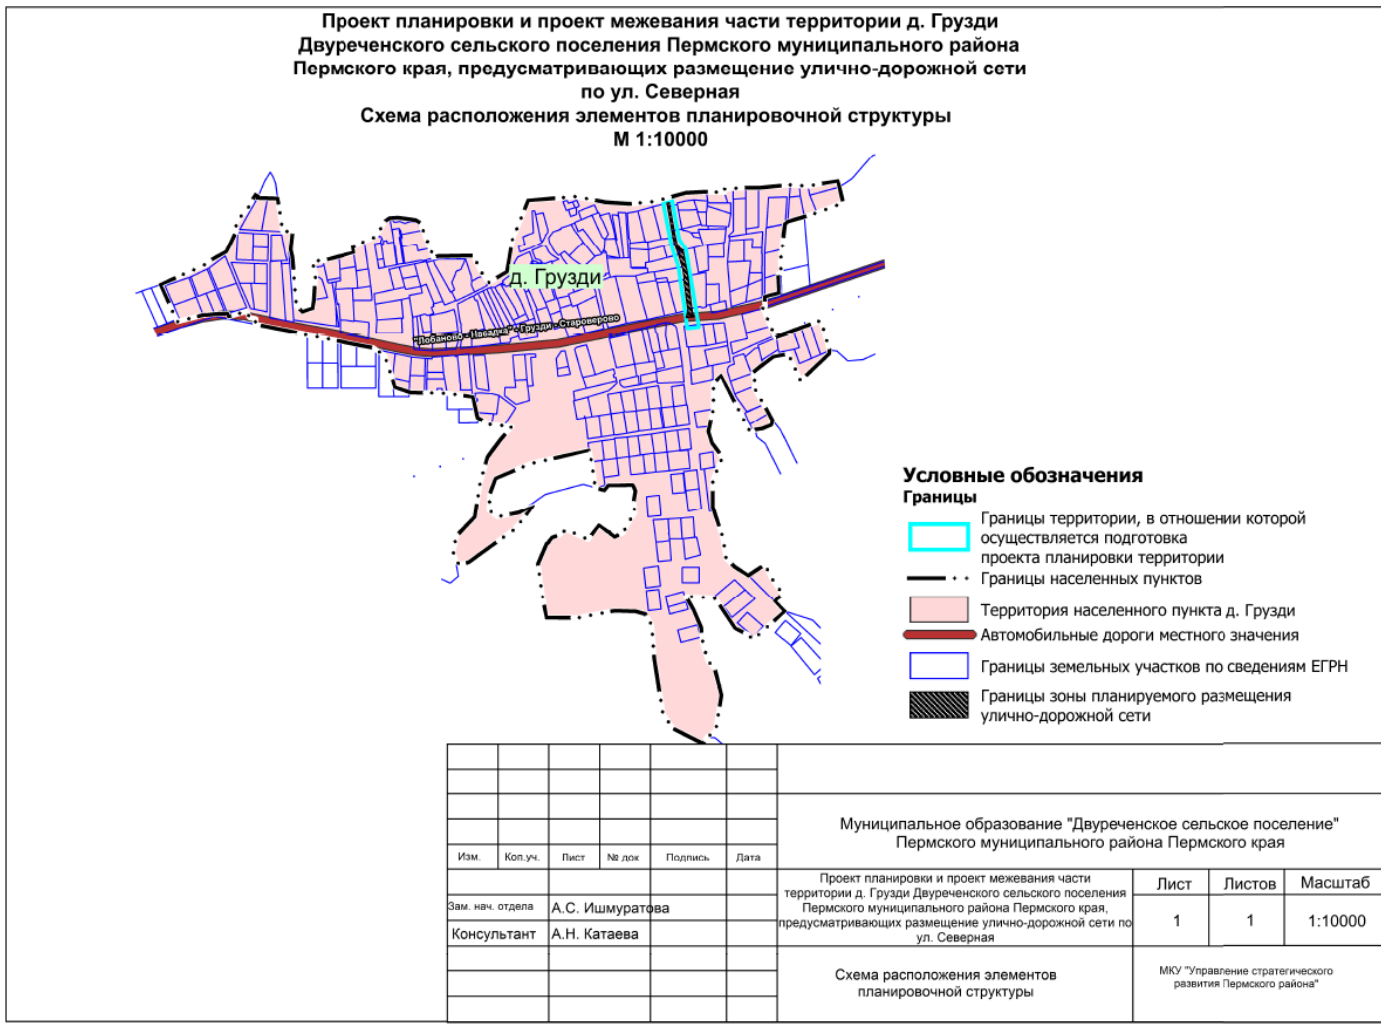 Проект планировки и проект межевания части территории д. Грузди
Двуреченского сельского поселения Пермского муниципального района
Пермского края, предусматривающих размещение улично-дорожной сети
по ул. Северная
Схема расположения элементов планировочной структуры
М 1:10000
д. Грузди
"Лобаново - Насадка" - Грузди - Староверово
Условные обозначения
Границы
Границы территории, в отношении которой
осуществляется подготовка
проекта планировки территории
Границы населенных пунктов
Территория населенного пункта д. Грузди
Автомобильные дороги местного значения
Границы земельных участков по сведениям ЕГРН
Границы зоны планируемого размещения
улично-дорожной сети
Муниципальное образование "Двуреченское сельское поселение"
Пермского муниципального района Пермского края
Изм. Кол.уч. Лист № док Подпись Дата
Проект планировки и проект межевания части
территории д. Грузди Двуреченского сельского поселения
Пермского муниципального района Пермского края,
предусматривающих размещение улично-дорожной сети по
ул. Северная
Лист Листов Масштаб
1 1 1:10000
Зам. нач. отдела А.С. Ишмуратова
Консультант А.Н. Катаева
Схема расположения элементов
планировочной структуры
МКУ "Управление стратегического
развития Пермского района"